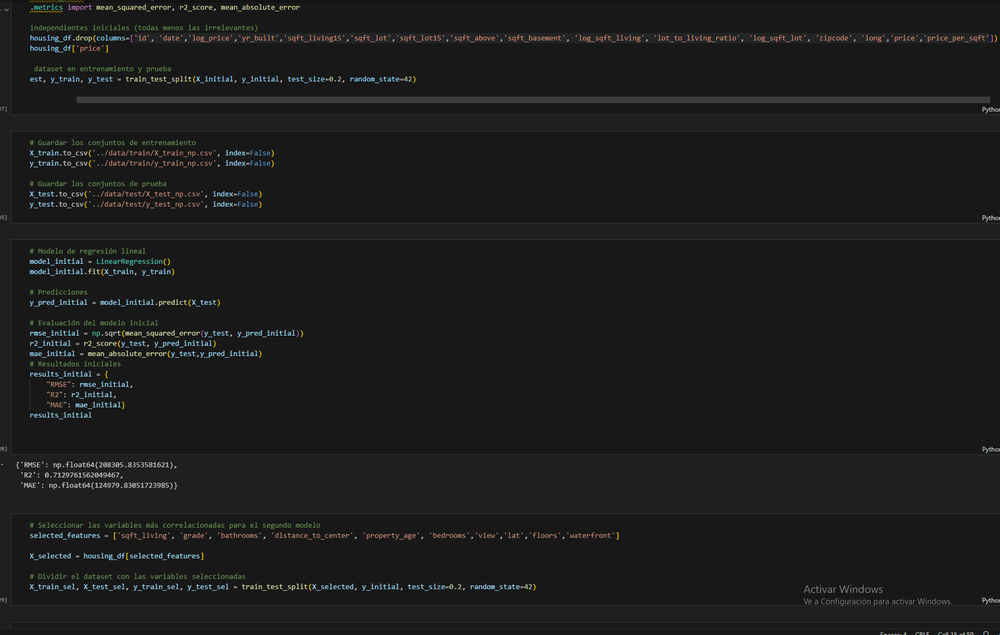 .metrics import mean_squared_error, r2_score, mean_absolute_error
independientes iniciales (todas menos las irrelevantes)
housing_df.drop(columns=['id', 'date','log_price','yr_built','sqft_living15','sqft_lot','sqft_lot15','sqft_above','sqft_basement', 'log_sqft_living', 'lot_to_living_ratio', 'log_sqft_lot', 'zipcode', 'long','price','price_per_sqft'])
housing_df['price']
dataset en entrenamiento y prueba
est, y_train, y_test = train_test_split(X_initial, y_initial, test_size=0.2, random_state=42)
27]
Python
# Guardar los conjuntos de entrenamiento
X_train.to_csv('../data/train/X_train_np.csv', index=False)
y_train.to_csv('../data/train/y_train_np.csv', index=False)
# Guardar los conjuntos de prueba
X_test.to_csv('../data/test/X_test_np.csv', index=False)
y_test.to_csv('../data/test/y_test_np.csv', index=False)
Python
# Modelo de regresión lineal
model_initial = LinearRegression()
model_initial.fit(X_train, y_train)
# Predicciones
y_pred_initial = model_initial.predict(X_test)
# Evaluación del modelo inicial
rmse_initial = np.sqrt(mean_squared_error(y_test, y_pred_initial))
r2_initial = r2_score(y_test, y_pred_initial)
mae_initial = mean_absolute_error(y_test,y_pred_initial)
# Resultados iniciales
results_initial = {
"RMSE": rmse_initial,
"R2": r2_initial,
"MAE": mae_initial}
results_initial
28]
Python
{'RMSE': np.float64(208305.8353581621),
'R2': 0.7129761562049467,
'MAE': np.float64(124979.83051723985)}
# Seleccionar las variables más correlacionadas para el segundo modelo
selected_features = ['sqft_living', 'grade', 'bathrooms', 'distance_to_center', 'property_age', 'bedrooms','view','lat','floors','waterfront']
X_selected = housing_df[selected_features]
# Dividir el dataset con las variables seleccionadas
X_train_sel, X_test_sel, y_train_sel, y_test_sel = train_test_split(X_selected, y_initial, test_size=0.2, random_state=42)
29]
Python
Activar Windows
Ve a Configuración para activar Windows.
Spaces: 4 CRLF Cell 15 of 59